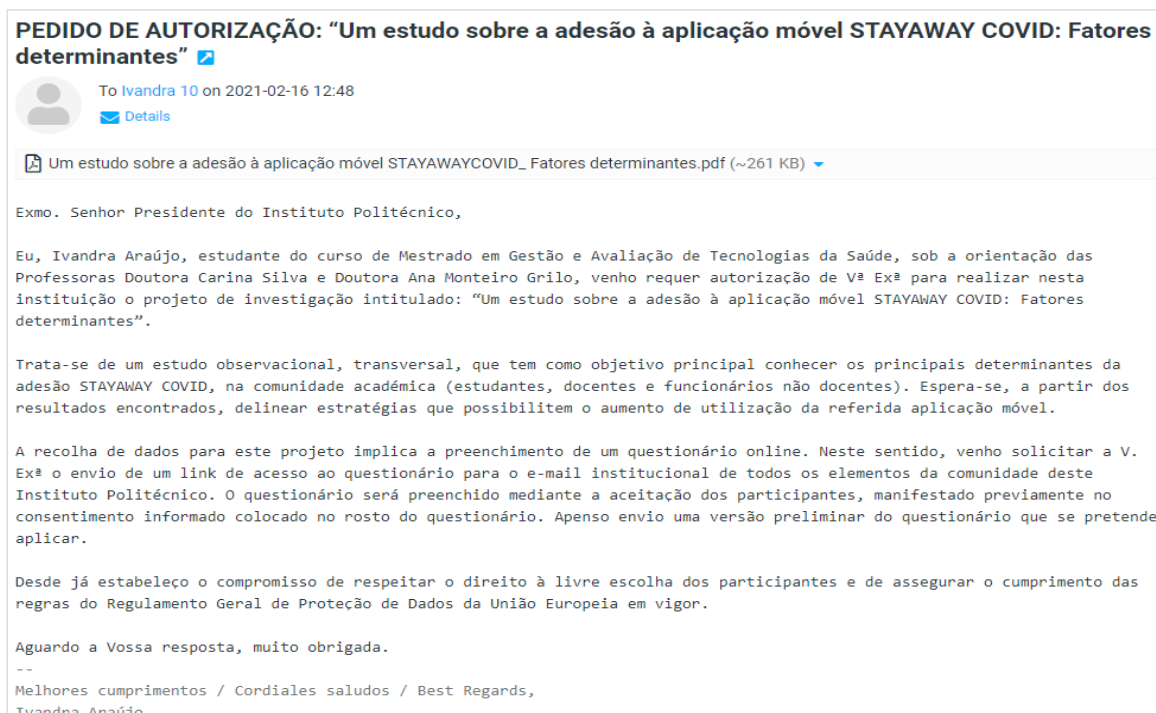 PEDIDO DE AUTORIZAÇÃO: “Um estudo sobre a adesão à aplicação móvel STAYAWAY COVID: Fatores
determinantes”
To Ivandra 10 on 2021-02-16 12:48
Details
Um estudo sobre a adesão à aplicação móvel STAYAWAYCOVID_ Fatores determinantes.pdf (~261 KB)
Exmo. Senhor Presidente do Instituto Politécnico,
Eu, Ivandra Araújo, estudante do curso de Mestrado em Gestão e Avaliação de Tecnologias da Saúde, sob a orientação das
Professoras Doutora Carina Silva e Doutora Ana Monteiro Grilo, venho requer autorização de Vª Exª para realizar nesta
instituição o projeto de investigação intitulado: “Um estudo sobre a adesão à aplicação móvel STAYAWAY COVID: Fatores
determinantes”.
Trata-se de um estudo observacional, transversal, que tem como objetivo principal conhecer os principais determinantes da
adesão STAYAWAY COVID, na comunidade académica (estudantes, docentes e funcionários não docentes). Espera-se, a partir dos
resultados encontrados, delinear estratégias que possibilitem o aumento de utilização da referida aplicação móvel.
A recolha de dados para este projeto implica a preenchimento de um questionário online. Neste sentido, venho solicitar a V.
Exª o envio de um link de acesso ao questionário para o e-mail institucional de todos os elementos da comunidade deste
Instituto Politécnico. O questionário será preenchido mediante a aceitação dos participantes, manifestado previamente no
consentimento informado colocado no rosto do questionário. Apenso envio uma versão preliminar do questionário que se pretende
aplicar.
Desde já estabeleço o compromisso de respeitar o direito à livre escolha dos participantes e de assegurar o cumprimento das
regras do Regulamento Geral de Proteção de Dados da União Europeia em vigor.
Aguardo a Vossa resposta, muito obrigada.
--
Melhores cumprimentos / Cordiales saludos / Best Regards,
Ivandra Araújo